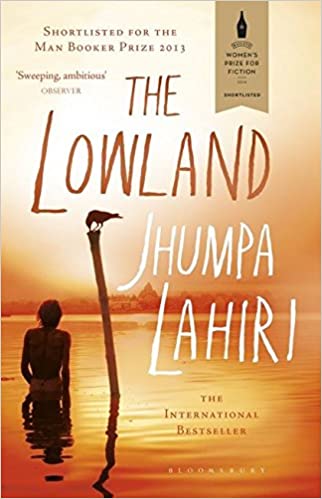 SHORTLISTED FOR THE
MAN BOOKER PRIZE 2013
'Sweeping, ambitious'
OBSERVER
WOMEN'S
PRIZE FOR
FICTION
SHORTLISTED
THE
LOWLAND
JHUMPA
LAHIRI
THE
INTERNATIONAL
BESTSELLER
BLOOMSBURY